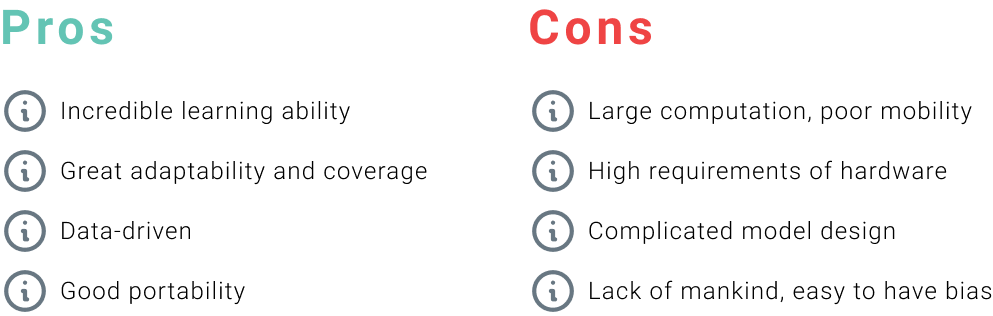 Pros
Incredible learning ability
Great adaptability and coverage
Data-driven
Good portability
Cons
Large computation, poor mobility
High requirements of hardware
Complicated model design
Lack of mankind, easy to have bias